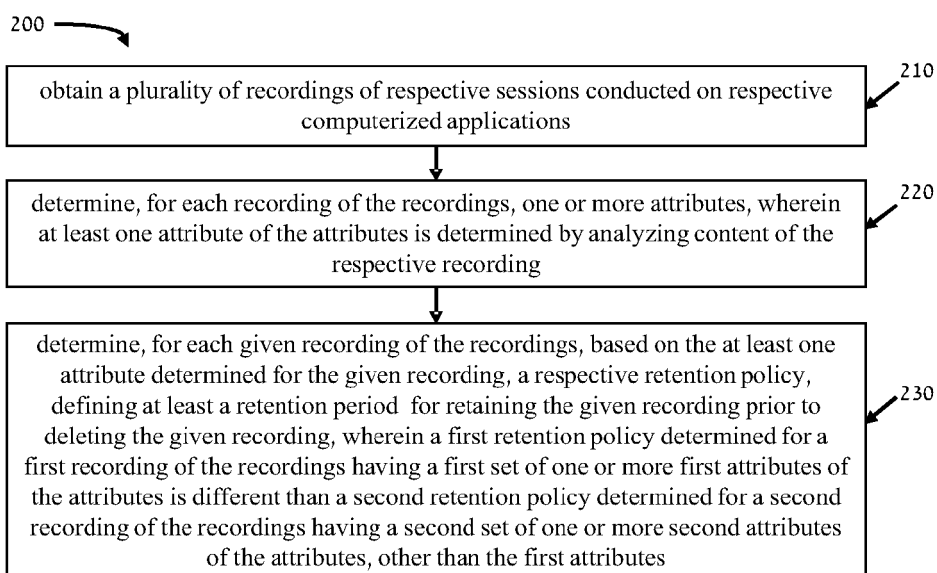 200
210
obtain a plurality of recordings of respective sessions conducted on respective
computerized applications
220
determine, for each recording of the recordings, one or more attributes, wherein
at least one attribute of the attributes is determined by analyzing content of the
respective recording
230
determine, for each given recording of the recordings, based on the at least one
attribute determined for the given recording, a respective retention policy,
defining at least a retention period for retaining the given recording prior to
deleting the given recording, wherein a first retention policy determined for a
first recording of the recordings having a first set of one or more first attributes of
the attributes is different than a second retention policy determined for a second
recording of the recordings having a second set of one or more second attributes
of the attributes, other than the first attributes